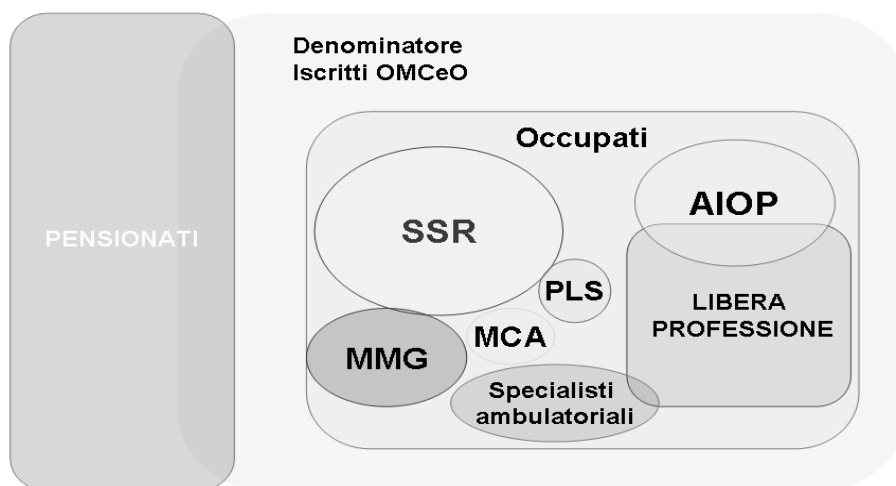 Denominatore
Iscritti OMCeO
Occupati
PENSIONATI
SSR
AIOP
PLS
LIBERA
PROFESSIONE
MCA
MMG
Specialisti
ambulatoriali